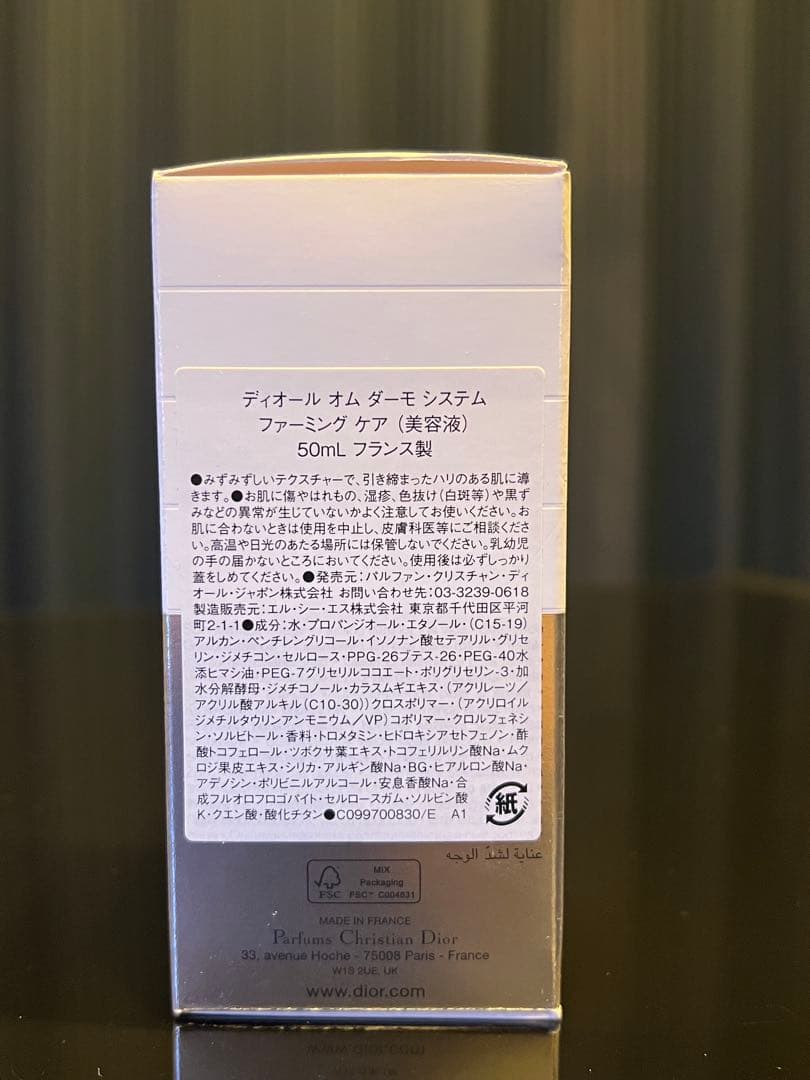 ディオール オム ダーモ システム
ファーミング ケア（美容液）
50mL フランス製
●みずみずしいテクスチャーで、引き締まったハリのある肌に導
きます。●お肌に傷やはれもの、湿疹、色抜け（白斑等）や黒ず
みなどの異常が生じていないかよく注意してお使いください。お
肌に合わないときは使用を中止し、皮膚科医等にご相談くださ
い。高温や日光のあたる場所には保管しないでください。乳幼児
の手の届かないところにおいてください。使用後は必ずしっかり
蓋をしめてください。●発売元：パルファン・クリスチャン・ディ
オール・ジャポン株式会社 お問い合わせ先：03-3239-0618
製造販売元：エル・シー・エス株式会社 東京都千代田区平河
町2-1-1●成分：水・プロパンジオール・エタノール・（C15-19）
アルカン・ペンチレングリコール・イソノナン酸セテアリル・グリセ
リン・ジメチコン・セルロース・PPG-26ブテス-26・PEG-40水
添ヒマシ油・PEG-7グリセリルココエート・ポリグリセリン-3・加
水分解酵母・ジメチコノール・カラスムギエキス・（アクリレーツ／
アクリル酸アルキル（C10-30））クロスポリマー・（アクリロイル
ジメチルタウリンアンモニウム／VP）コポリマー・クロルフェネシ
ン・ソルビトール・香料・トロメタミン・ヒドロキシアセトフェノン・酢
酸トコフェロール・ツボクサ葉エキス・トコフェリルリン酸Na・ムク
ロジ果皮エキス・シリカ・アルギン酸Na・BG・ヒアルロン酸Na・
アデノシン・ポリビニルアルコール・安息香酸Na・合
成フルオロフロゴパイト・セルロースガム・ソルビン酸
K・クエン酸・酸化チタン●C099700830/E A1
紙
عناية لشدّ الوجه
MIX
Packaging
FSC FSC™ C004631
MADE IN FRANCE
Parfums Christian Dior
33, avenue Hoche - 75008 Paris - France
W1S 2UE, UK
www.dior.com